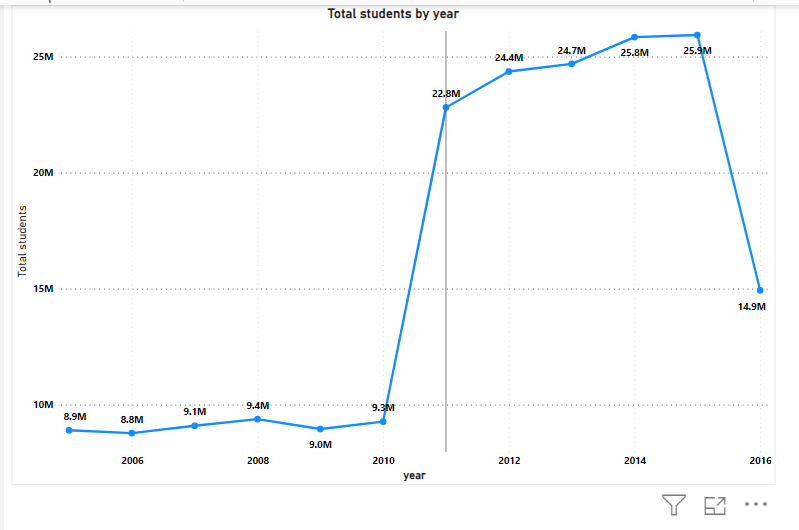 Total students by year
25M
20M
15M
10M
Total students
8.9M
8.8M
9.1M
9.4M
9.0M
9.3M
22.8M
24.4M
24.7M
25.8M
25.9M
14.9M
2006
2008
2010
2012
2014
2016
year